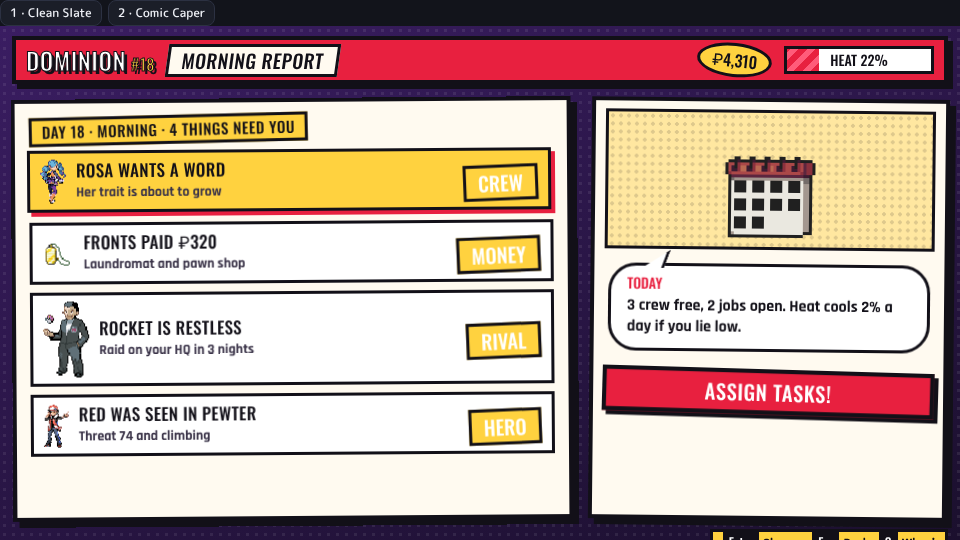 1 · Clean Slate
2 · Comic Caper
DOMINION #18
MORNING REPORT
₽4,310
HEAT 22%
DAY 18 · MORNING · 4 THINGS NEED YOU
ROSA WANTS A WORD
Her trait is about to grow
CREW
FRONTS PAID ₽320
Laundromat and pawn shop
MONEY
ROCKET IS RESTLESS
Raid on your HQ in 3 nights
RIVAL
RED WAS SEEN IN PEWTER
Threat 74 and climbing
HERO
TODAY
3 crew free, 2 jobs open. Heat cools 2% a
day if you lie low.
ASSIGN TASKS!